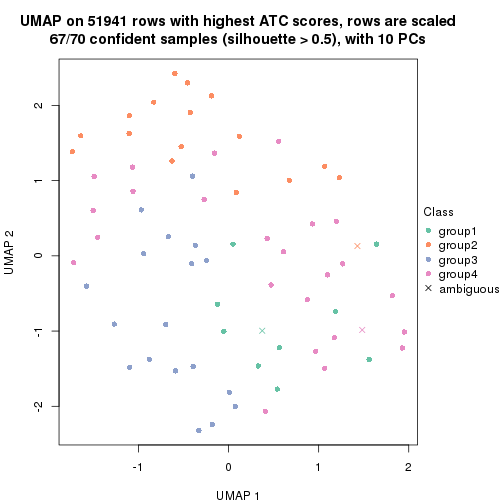 UMAP on 51941 rows with highest ATC scores, rows are scaled
67/70 confident samples (silhouette > 0.5), with 10 PCs
2
1
0
-1
-2
UMAP 2
-1
0
1
2
UMAP 1
Class
group1
group2
group3
group4
ambiguous